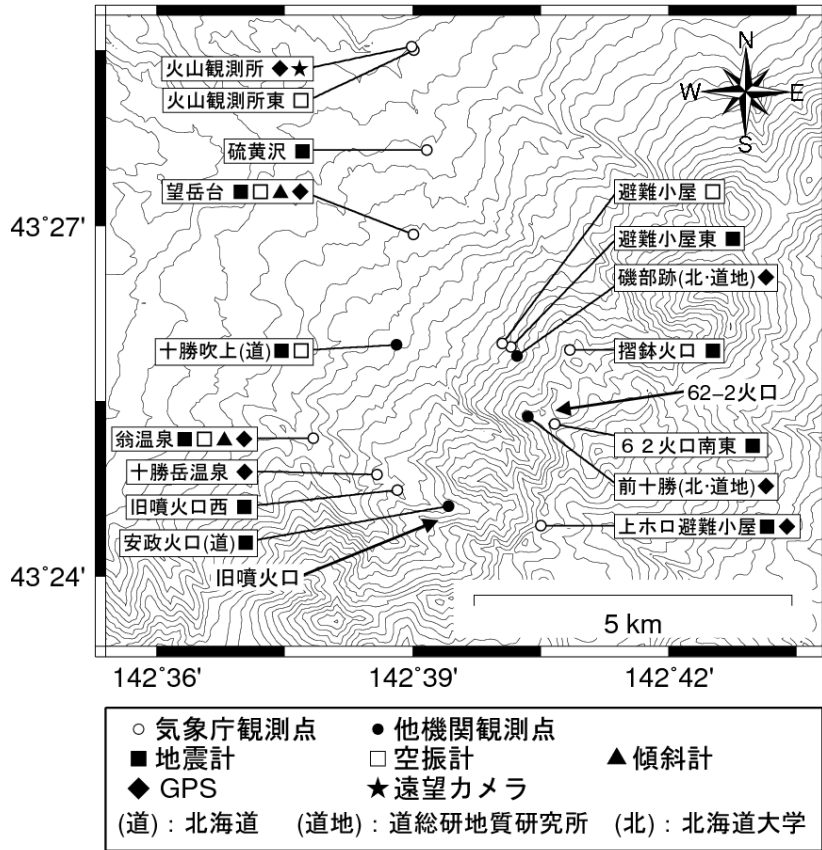 火山観測所 ◆★
火山観測所東 □
硫黄沢 ■
望岳台 ■□▲◆
避難小屋 □
避難小屋東 ■
磯部跡(北·道地)◆
十勝吹上(道)■□
摺鉢火口 ■
62−2火口
翁温泉■□▲◆
６２火口南東 ■
十勝岳温泉 ◆
前十勝(北·道地)◆
旧噴火口西 ■
安政火口(道)■
上ホロ避難小屋■◆
旧噴火口
N
W E
S
43˚27'
43˚24'
5 km
142˚36' 142˚39' 142˚42'
○ 気象庁観測点 ● 他機関観測点
■ 地震計 □ 空振計 ▲ 傾斜計
◆ GPS ★ 遠望カメラ
(道)：北海道 (道地)：道総研地質研究所 (北)：北海道大学